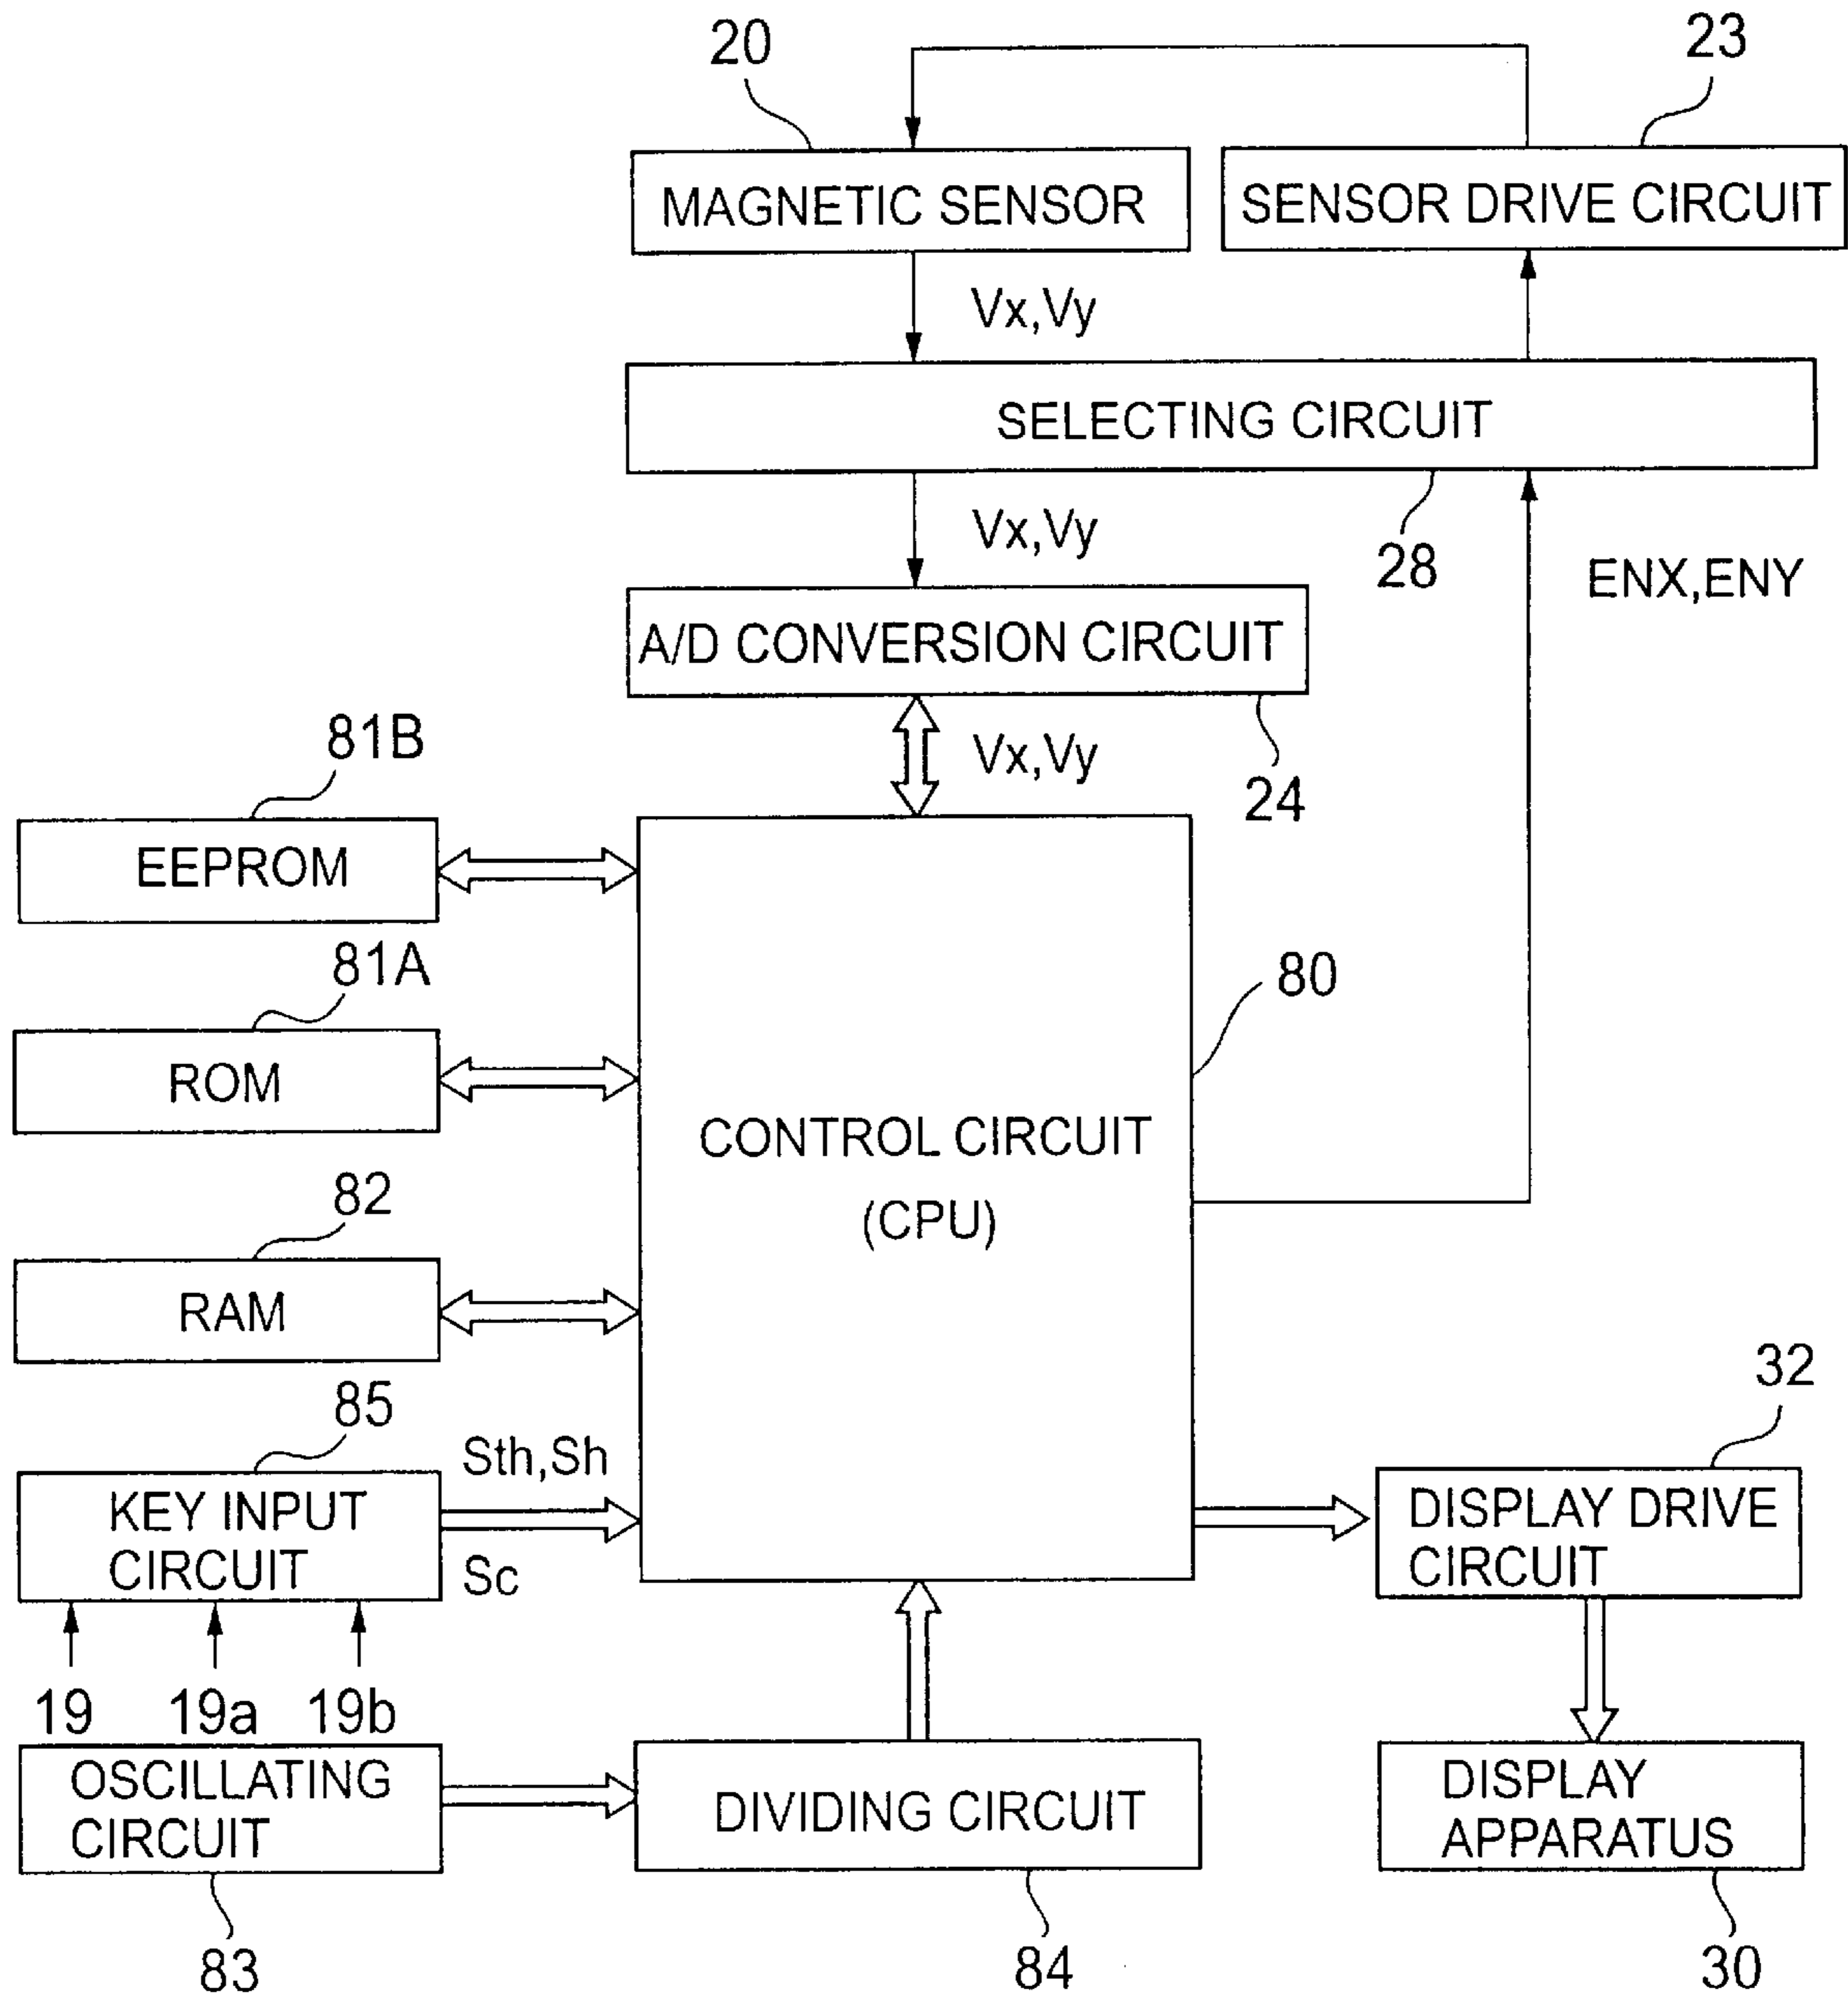 20
23
MAGNETIC SENSOR
SENSOR DRIVE CIRCUIT
Vx,Vy
SELECTING CIRCUIT
Vx,Vy
28
ENX,ENY
A/D CONVERSION CIRCUIT
81B
Vx,Vy
24
EEPROM
81A
80
ROM
CONTROL CIRCUIT
(CPU)
82
RAM
32
85
Sth,Sh
KEY INPUT
CIRCUIT
Sc
DISPLAY DRIVE
CIRCUIT
19
19a
19b
OSCILLATING
CIRCUIT
DIVIDING CIRCUIT
DISPLAY
APPARATUS
83
84
30